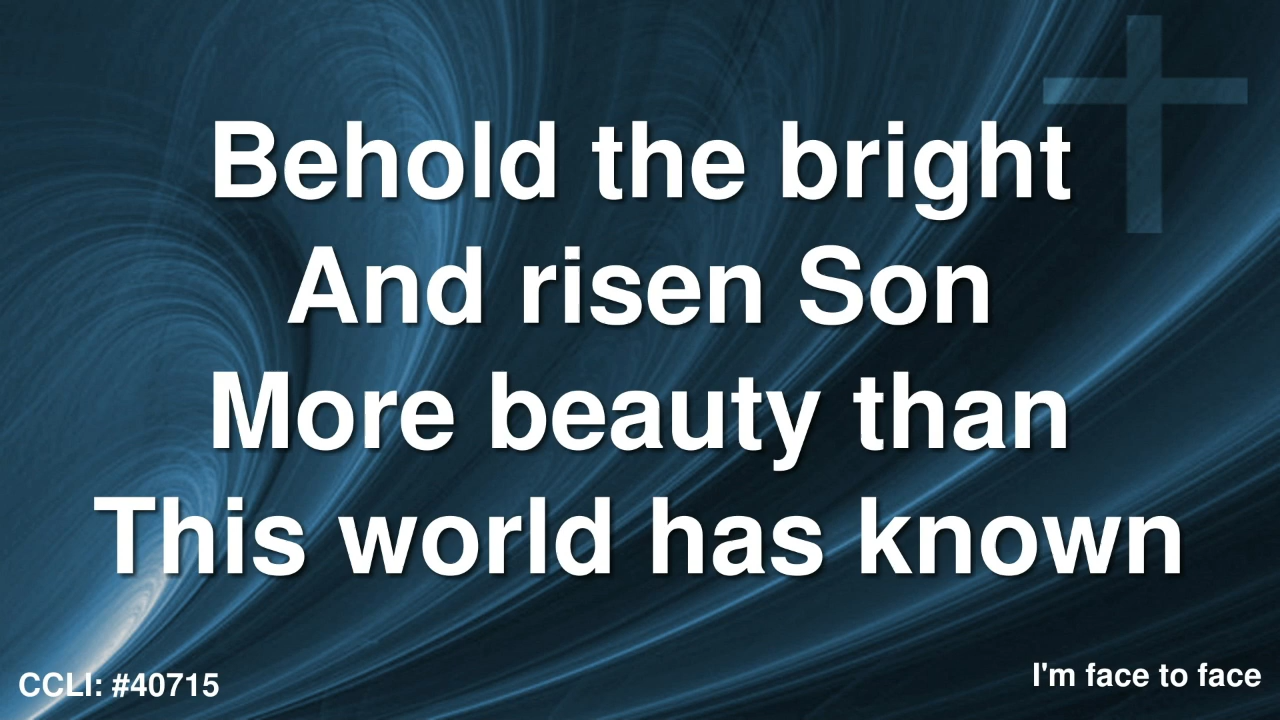 Behold the bright
And risen Son
More beauty than
This world has known
CCLI: #40715
I'm face to face